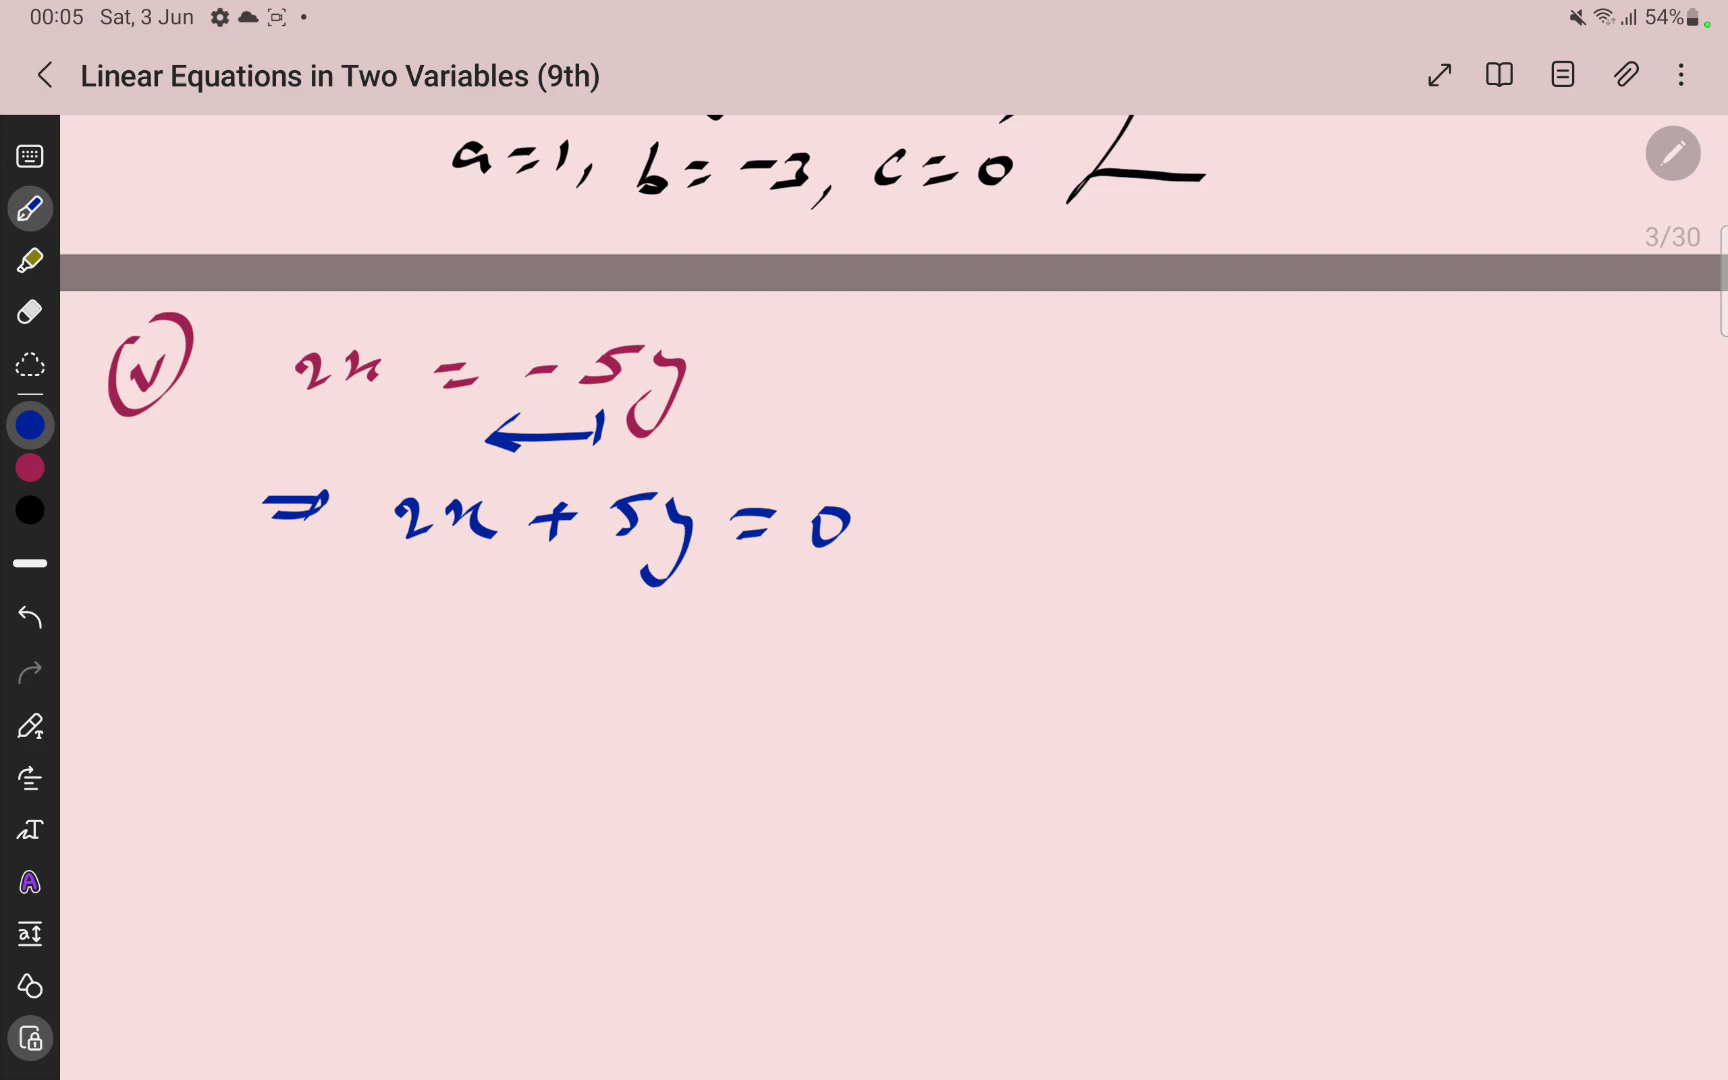 00:05 Sat, 3 Jun 54%
Linear Equations in Two Variables (9th)
a=1, b=-3, c=0
3/30
(v) 2x = -5y
⇒ 2x + 5y = 0